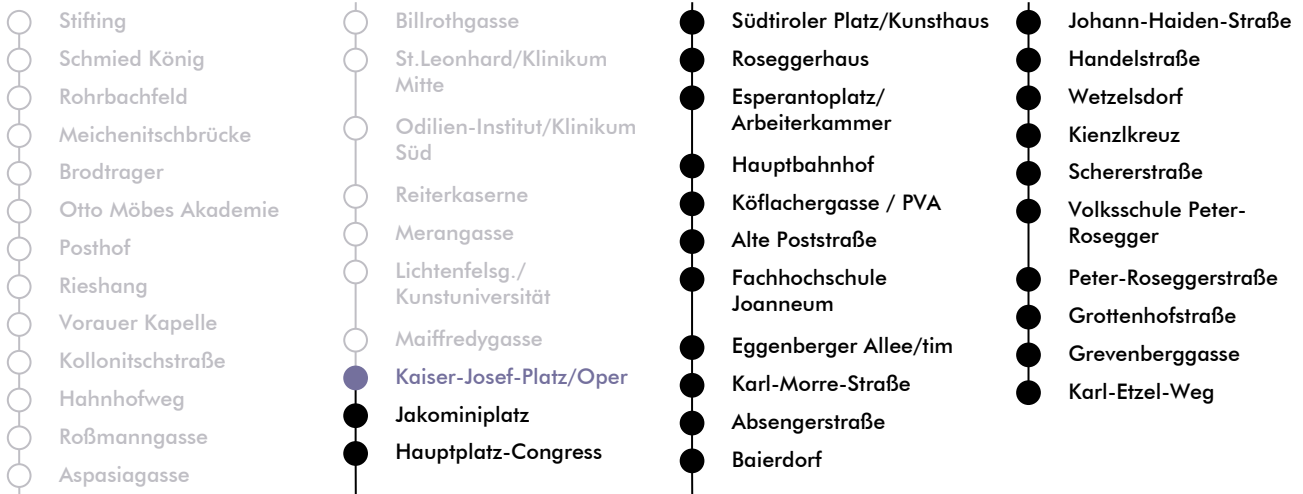 Stifting
Schmied König
Rohrbachfeld
Meichenitschbrücke
Brodtrager
Otto Möbes Akademie
Posthof
Rieshang
Vorauer Kapelle
Kollonitschstraße
Hahnhofweg
Roßmanngasse
Aspasiagasse
Billrothgasse
St.Leonhard/Klinikum
Mitte
Odilien-Institut/Klinikum
Süd
Reiterkaserne
Merangasse
Lichtenfelsg./
Kunstuniversität
Maiffredygasse
Kaiser-Josef-Platz/Oper
Jakominiplatz
Hauptplatz-Congress
Südtiroler Platz/Kunsthaus
Roseggerhaus
Esperantoplatz/
Arbeiterkammer
Hauptbahnhof
Köflachergasse / PVA
Alte Poststraße
Fachhochschule
Joanneum
Eggenberger Allee/tim
Karl-Morre-Straße
Absengerstraße
Baierdorf
Johann-Haiden-Straße
Handelstraße
Wetzelsdorf
Kienzlkreuz
Schererstraße
Volksschule Peter-
Rosegger
Peter-Roseggerstraße
Grottenhofstraße
Grevenberggasse
Karl-Etzel-Weg